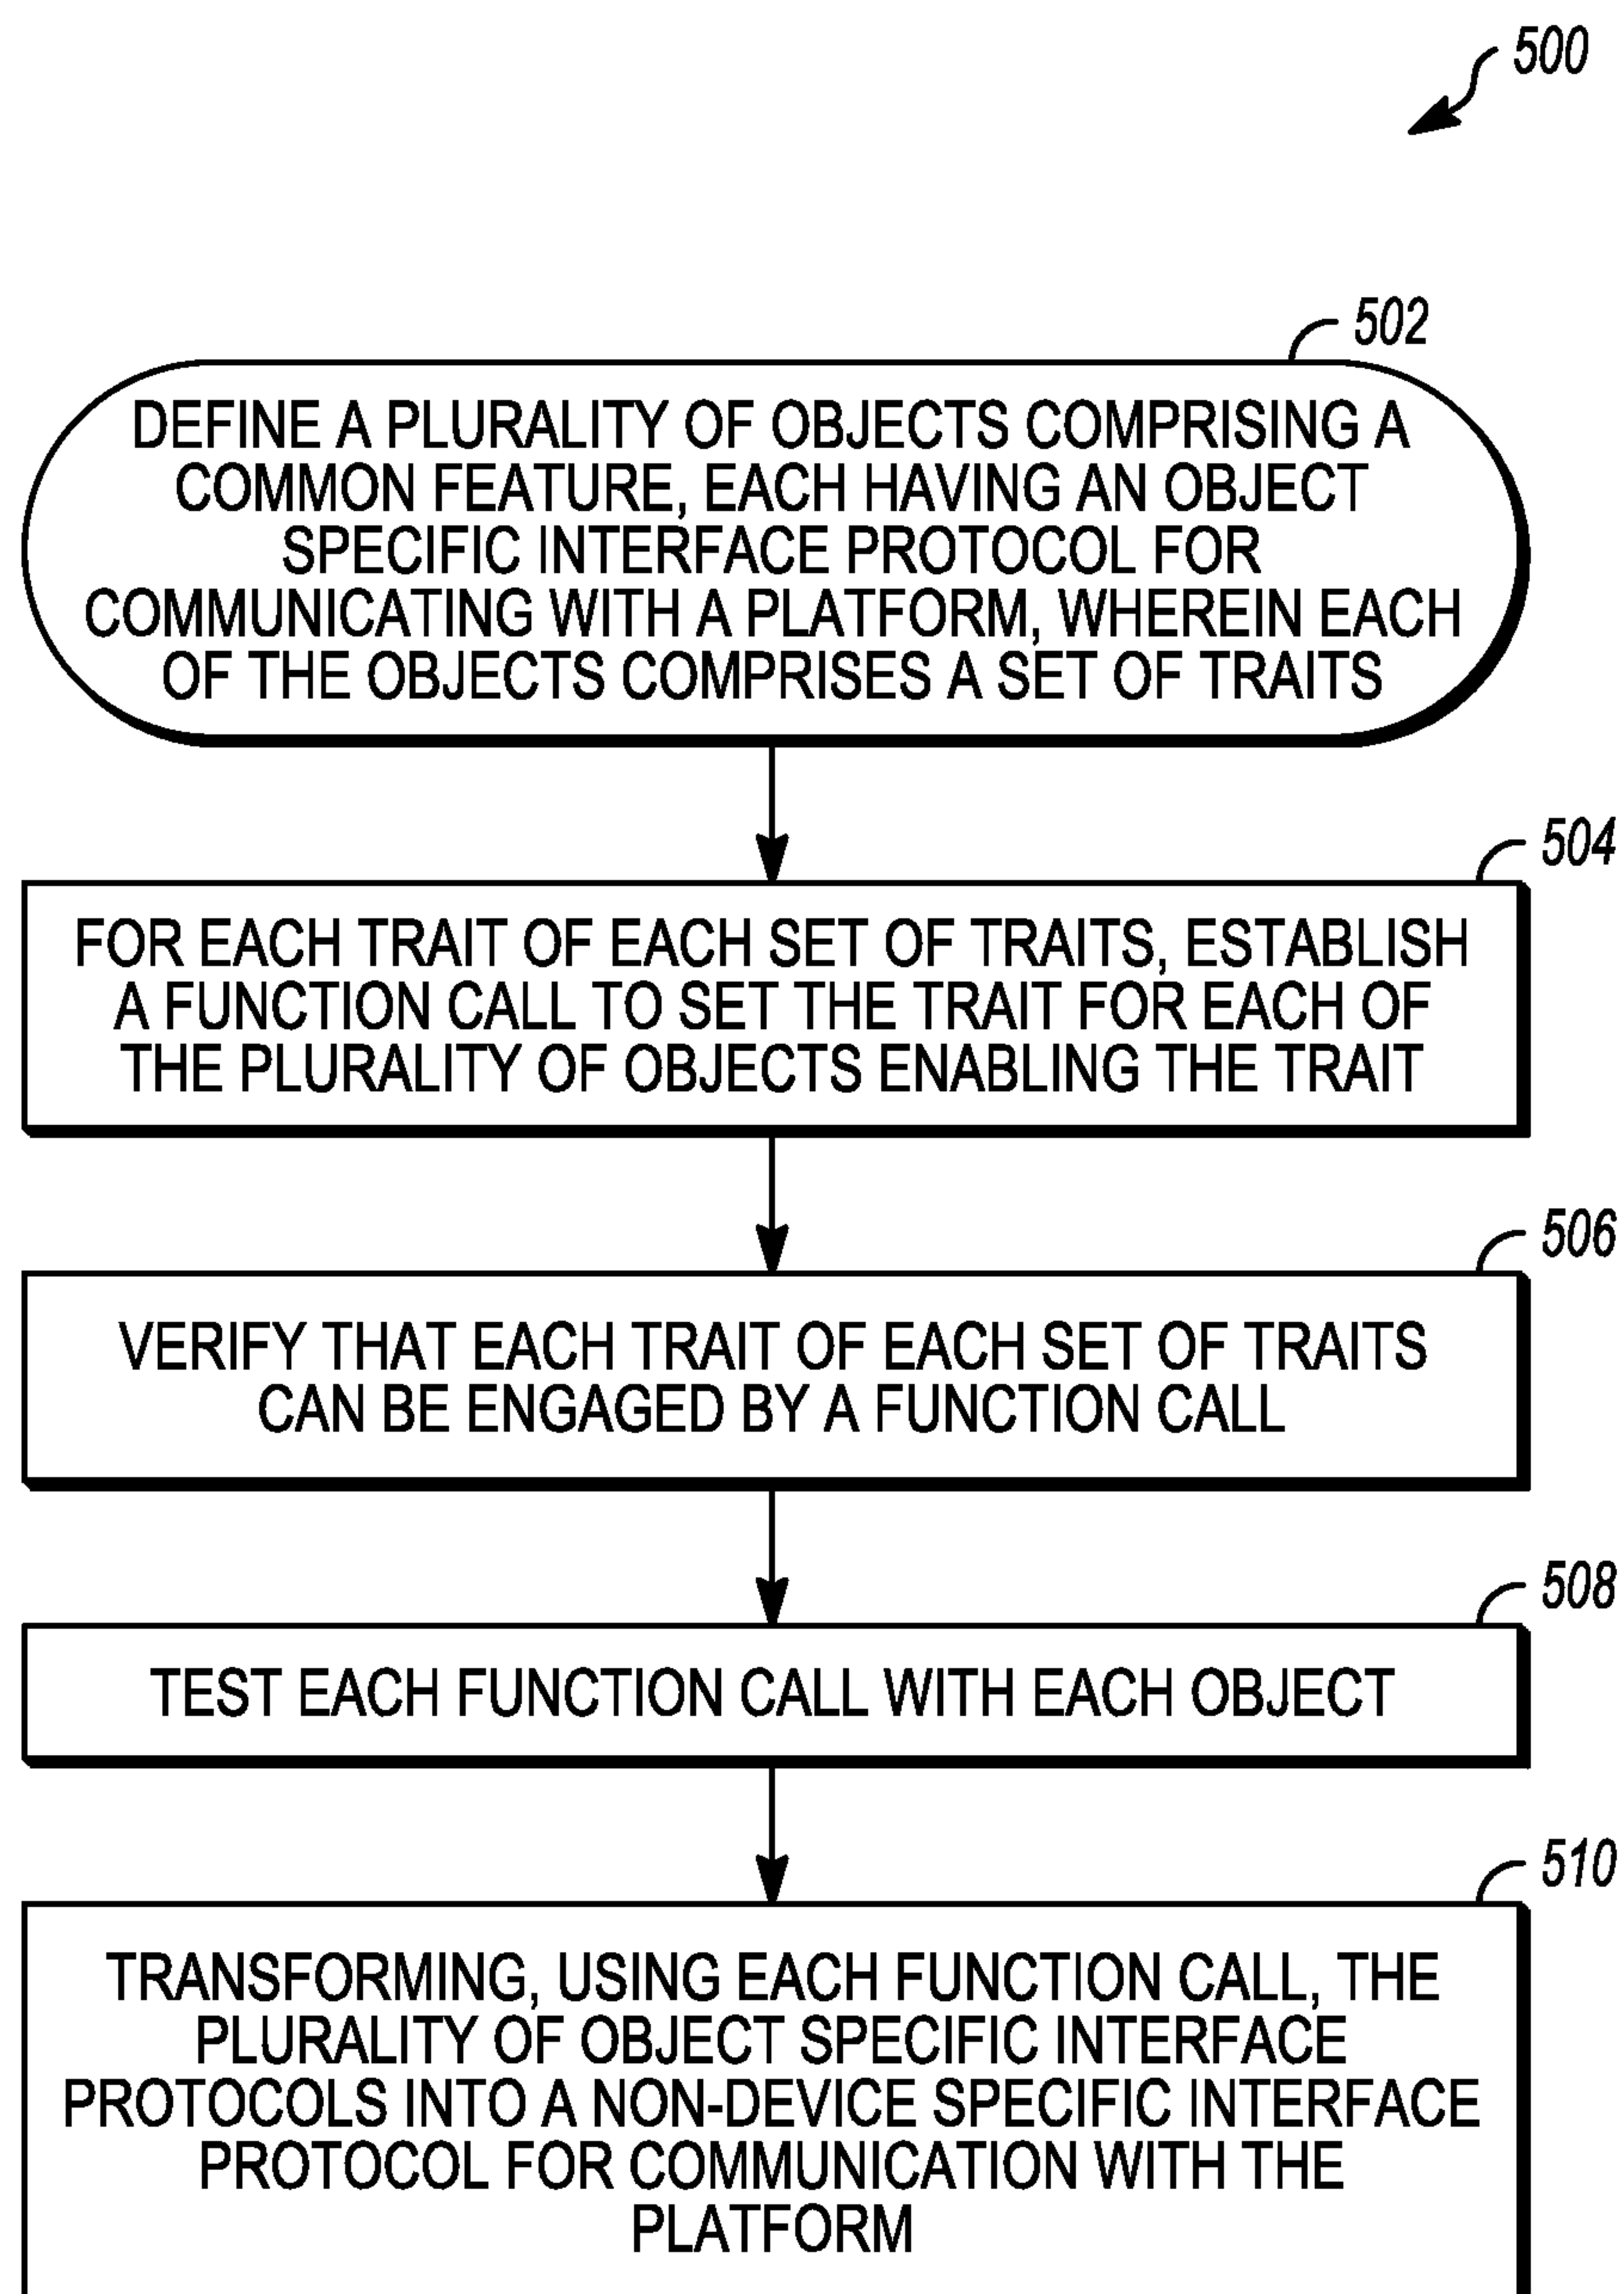 500
502
DEFINE A PLURALITY OF OBJECTS COMPRISING A
COMMON FEATURE, EACH HAVING AN OBJECT
SPECIFIC INTERFACE PROTOCOL FOR
COMMUNICATING WITH A PLATFORM, WHEREIN EACH
OF THE OBJECTS COMPRISES A SET OF TRAITS
504
FOR EACH TRAIT OF EACH SET OF TRAITS, ESTABLISH
A FUNCTION CALL TO SET THE TRAIT FOR EACH OF
THE PLURALITY OF OBJECTS ENABLING THE TRAIT
506
VERIFY THAT EACH TRAIT OF EACH SET OF TRAITS
CAN BE ENGAGED BY A FUNCTION CALL
508
TEST EACH FUNCTION CALL WITH EACH OBJECT
510
TRANSFORMING, USING EACH FUNCTION CALL, THE
PLURALITY OF OBJECT SPECIFIC INTERFACE
PROTOCOLS INTO A NON-DEVICE SPECIFIC INTERFACE
PROTOCOL FOR COMMUNICATION WITH THE
PLATFORM